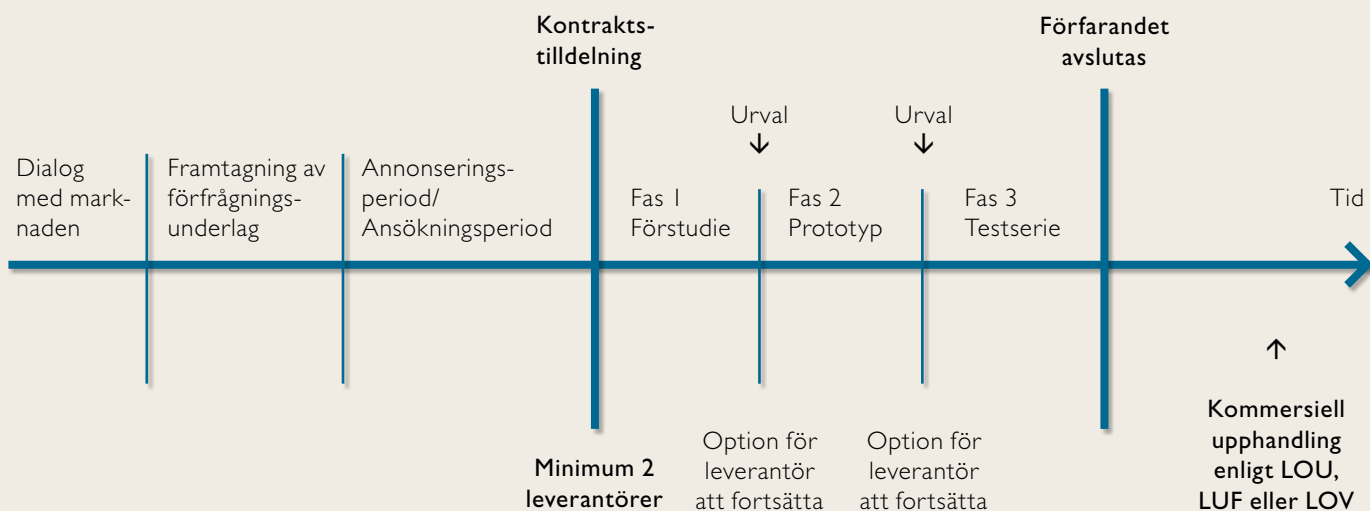 Kontrakts-
tilldelning
Förfarandet
avslutas
Urval
Urval
Dialog
med mark-
naden
Framtagning av
förfrågnings-
underlag
Annonserings-
period/
Ansökningsperiod
Fas 1
Förstudie
Fas 2
Prototyp
Fas 3
Testserie
Tid
Minimum 2
leverantörer
Option för
leverantör
att fortsätta
Option för
leverantör
att fortsätta
Kommersiell
upphandling
enligt LOU,
LUF eller LOV